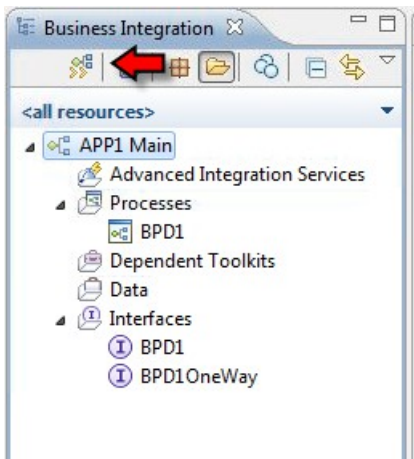 Business Integration
<all resources>
APP1 Main
Advanced Integration Services
Processes
BPD1
Dependent Toolkits
Data
Interfaces
I BPD1
I BPD1OneWay